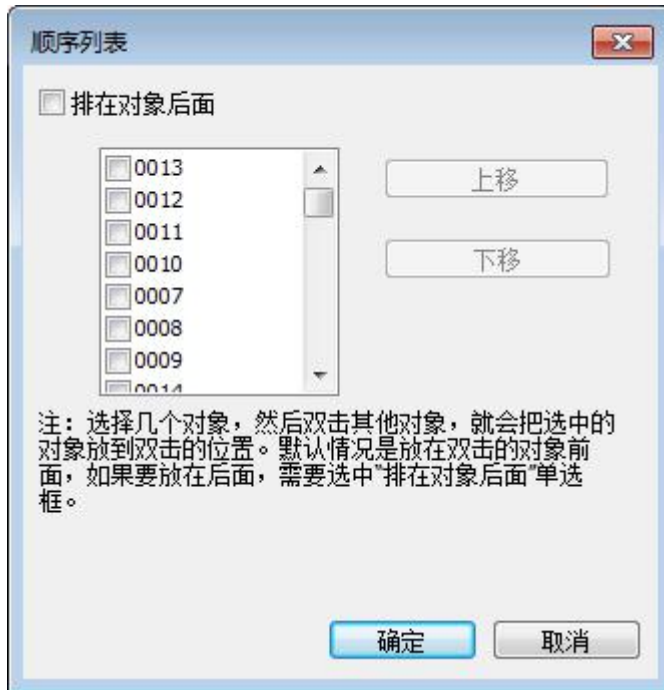 顺序列表
排在对象后面
0013
0012
0011
0010
0007
0008
0009
0014
上移
下移
注：选择几个对象，然后双击其他对象，就会把选中的
对象放到双击的位置。默认情况是放在双击的对象前
面，如果要放在后面，需要选中"排在对象后面"单选
框。
确定
取消